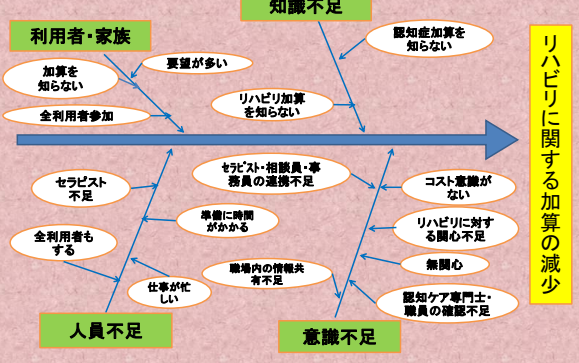 知識不足
利用者・家族
認知症加算を
知らない
要望が多い
加算を
知らない
リハビリ加算
を知らない
全利用者参加
リハビリに関する加算の減少
セラピスト
不足
セラピスト・相談員・事
務員の連携不足
コスト意識が
ない
準備に時間
がかかる
リハビリに対す
る関心不足
全利用者も
する
無関心
職場内の情報共
有不足
仕事が忙
しい
認知ケア専門士・
職員の確認不足
人員不足
意識不足